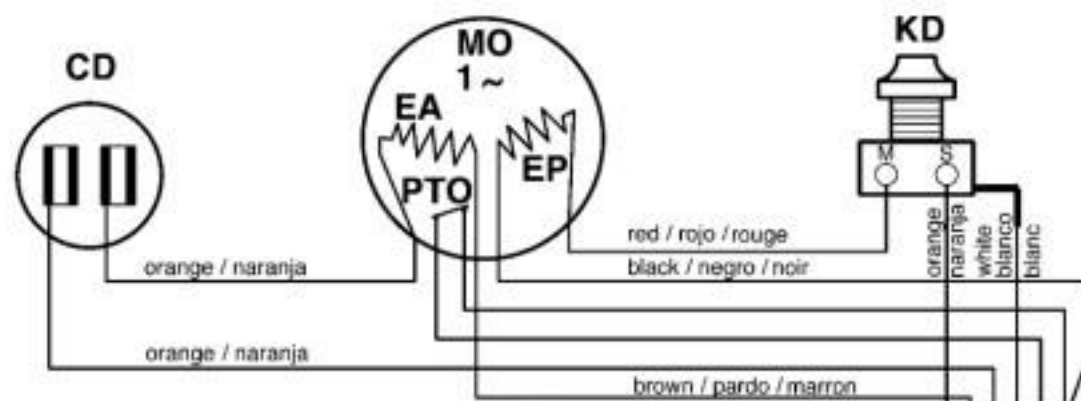 CD
MO
1 ~
EA
EP
PTO
KD
M
S
red / rojo / rouge
black / negro / noir
orange / naranja
orange / naranja
brown / pardo / marron
orange
naranja
white
blanco
blanc